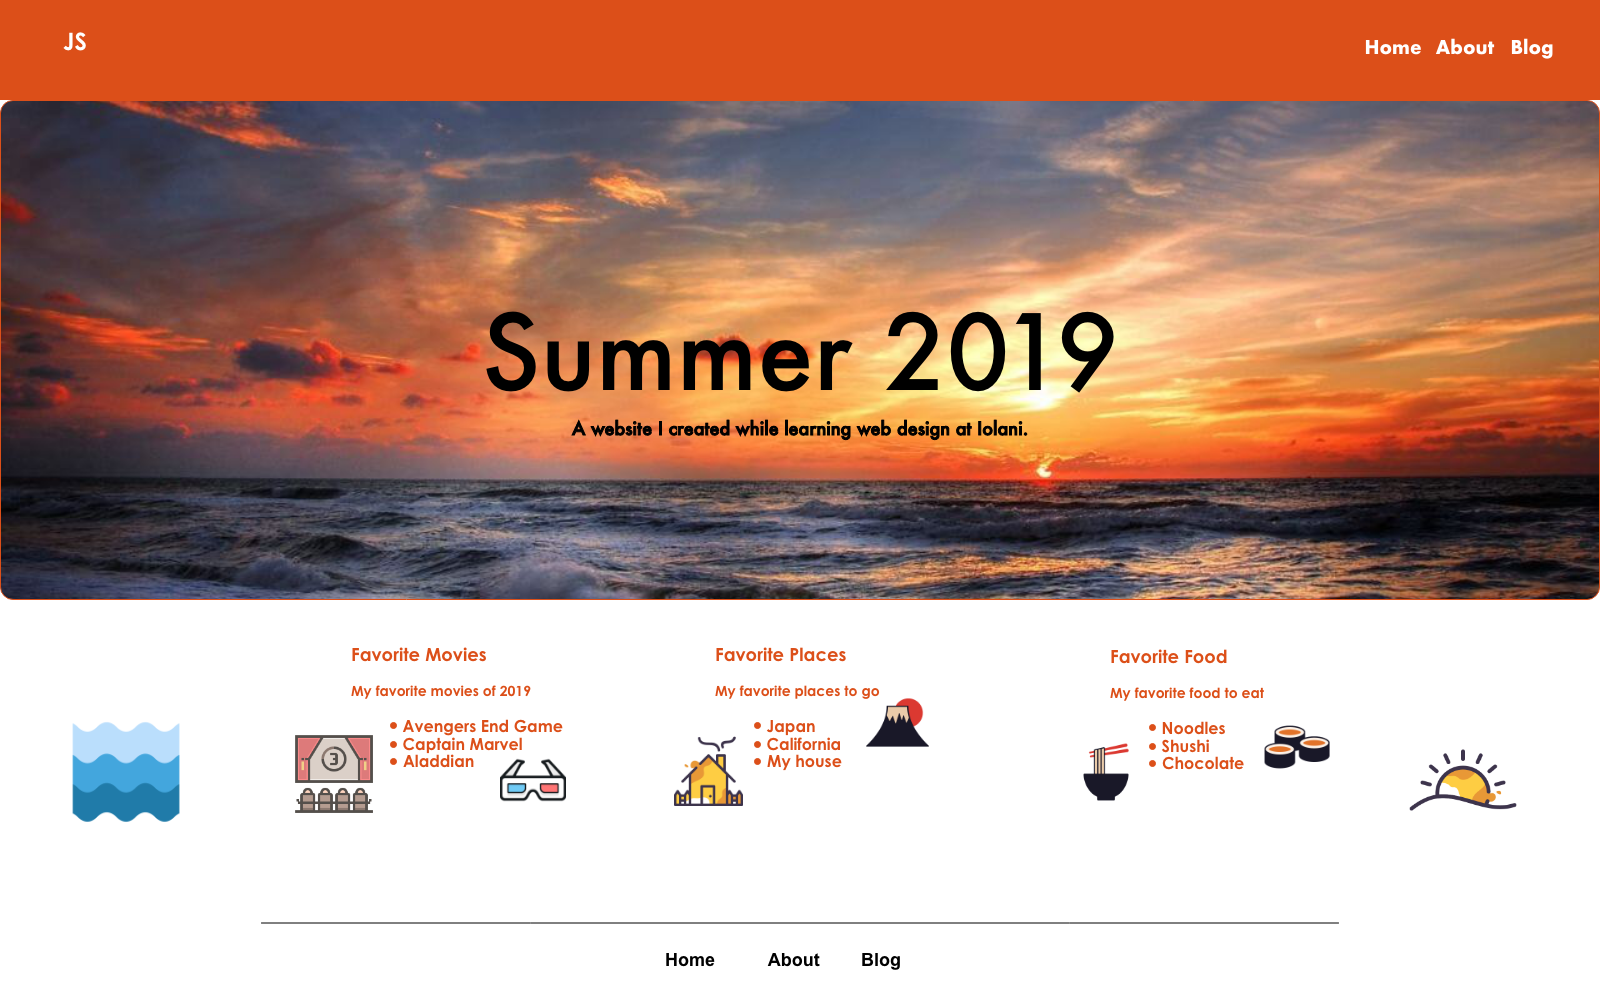 JS
Home About Blog
Summer 2019
A website I created while learning web design at Iolani.
Favorite Movies
My favorite movies of 2019
Avengers End Game
Captain Marvel
Aladdian
3
Favorite Places
My favorite places to go
Japan
California
My house
Favorite Food
My favorite food to eat
Noodles
Shushi
Chocolate
Home About Blog